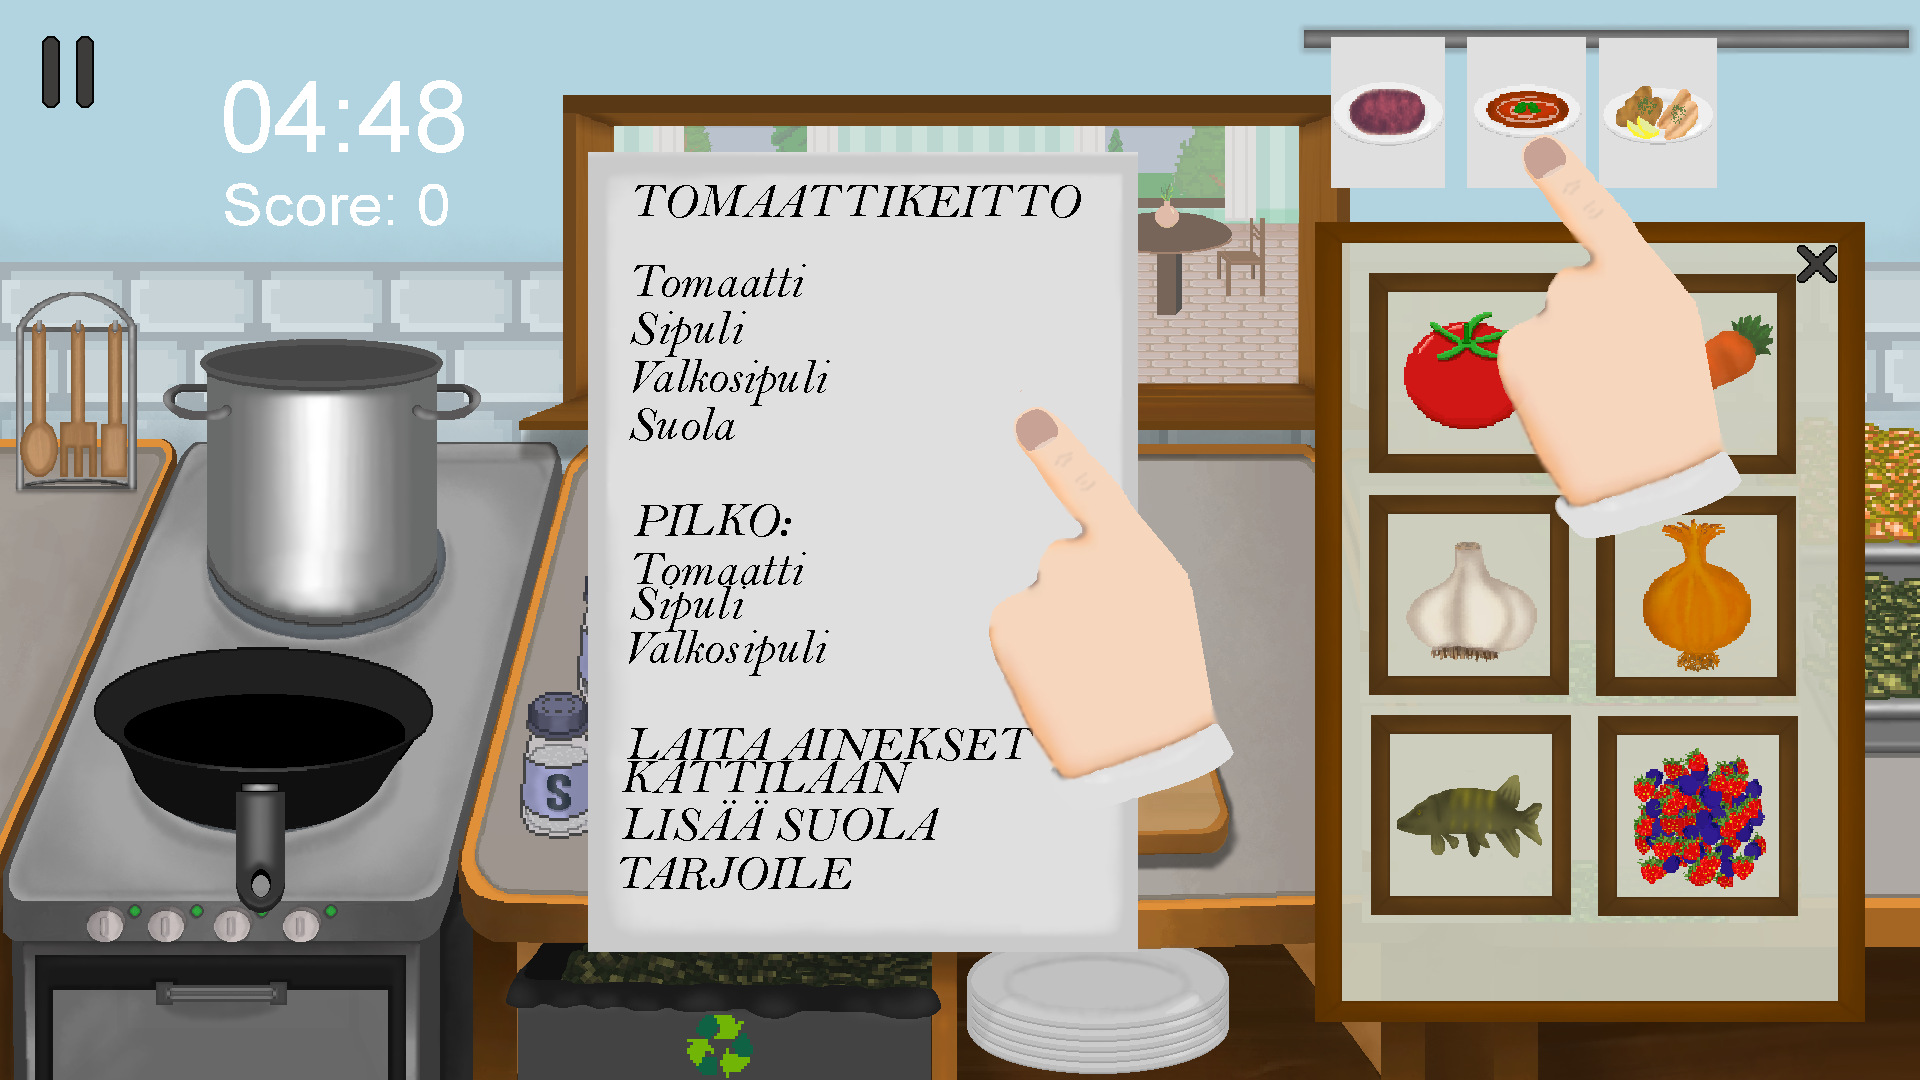 04:48
Score: 0
TOMAATTIKEITTO
Tomaatti
Sipuli
Valkosipuli
Suola
PILKO:
Tomaatti
Sipuli
Valkosipuli
LAITA AINEKSET
KATTILAAN
LISÄÄ SUOLA
TARJOILE
S